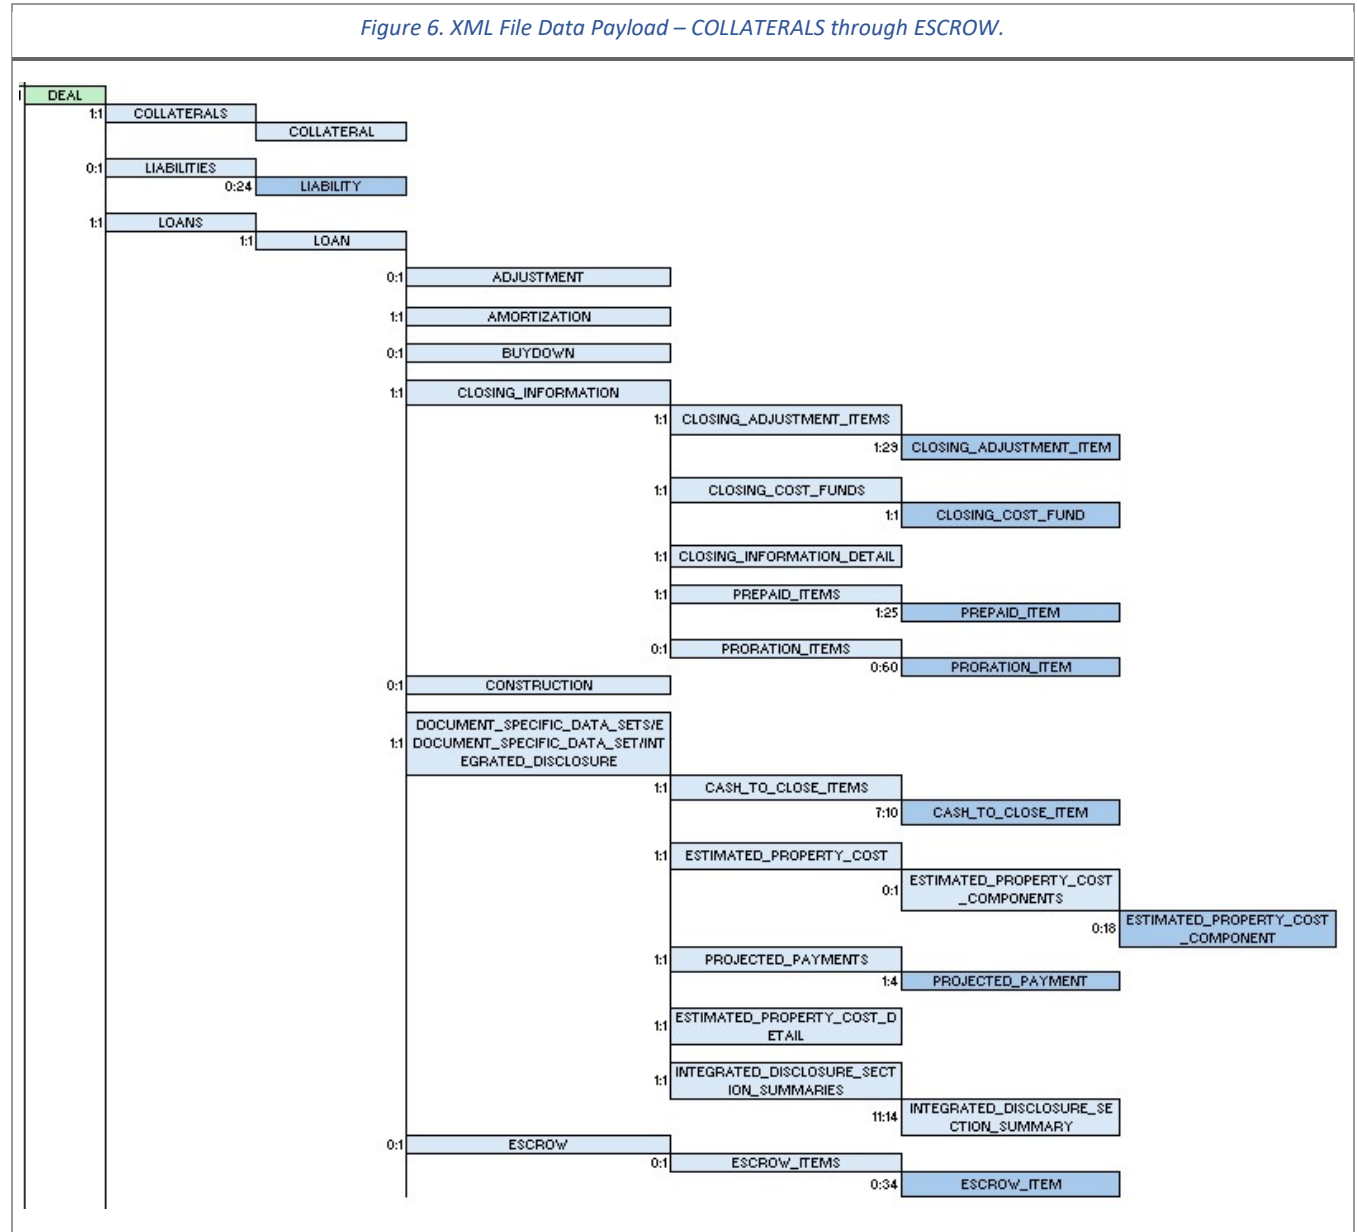 Figure 6. XML File Data Payload – COLLATERALS through ESCROW.
DEAL
1:1 COLLATERALS
COLLATERAL
0:1 LIABILITIES
0:24 LIABILITY
1:1 LOANS
1:1 LOAN
0:1 ADJUSTMENT
1:1 AMORTIZATION
0:1 BUYDOWN
1:1 CLOSING_INFORMATION
1:1 CLOSING_ADJUSTMENT_ITEMS
1:29 CLOSING_ADJUSTMENT_ITEM
1:1 CLOSING_COST_FUNDS
1:1 CLOSING_COST_FUND
1:1 CLOSING_INFORMATION_DETAIL
1:1 PREPAID_ITEMS
1:25 PREPAID_ITEM
0:1 PRORATION_ITEMS
0:60 PRORATION_ITEM
0:1 CONSTRUCTION
DOCUMENT_SPECIFIC_DATA_SETS/E
1:1 DOCUMENT_SPECIFIC_DATA_SET/INT
EGRATED_DISCLOSURE
1:1 CASH_TO_CLOSE_ITEMS
7:10 CASH_TO_CLOSE_ITEM
1:1 ESTIMATED_PROPERTY_COST
0:1 ESTIMATED_PROPERTY_COST
_COMPONENTS
0:18 ESTIMATED_PROPERTY_COST
_COMPONENT
1:1 PROJECTED_PAYMENTS
1:4 PROJECTED_PAYMENT
1:1 ESTIMATED_PROPERTY_COST_D
ETAIL
1:1 INTEGRATED_DISCLOSURE_SECT
ION_SUMMARIES
11:14 INTEGRATED_DISCLOSURE_SE
CTION_SUMMARY
0:1 ESCROW
0:1 ESCROW_ITEMS
0:34 ESCROW_ITEM